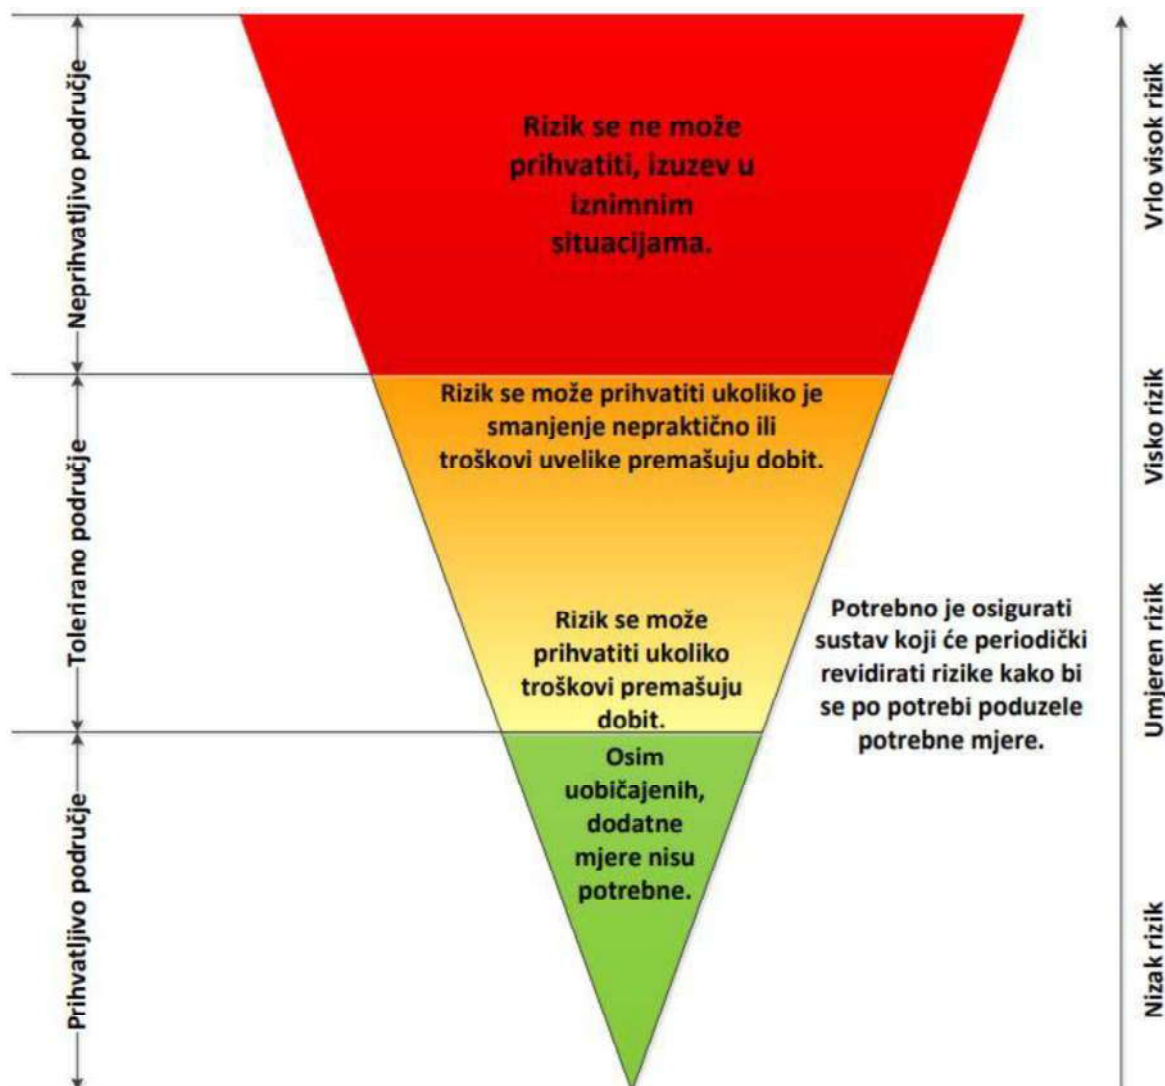 Neprihvatljivo područje
Rizik se ne može
prihvatiti, izuzev u
iznimnim
situacijama.
Vrlo visok rizik
Tolerirano područje
Rizik se može prihvatiti ukoliko je
smanjenje nepraktično ili
troškovi uvelike premašuju dobit.
Visko rizik
Rizik se može
prihvatiti ukoliko
troškovi premašuju
dobit.
Potrebno je osigurati
sustav koji će periodički
revidirati rizike kako bi
se po potrebi poduzele
potrebne mjere.
Umjeren rizik
Prihvatljivo područje
Osim
uobičajenih,
dodatne
mjere nisu
potrebne.
Nizak rizik